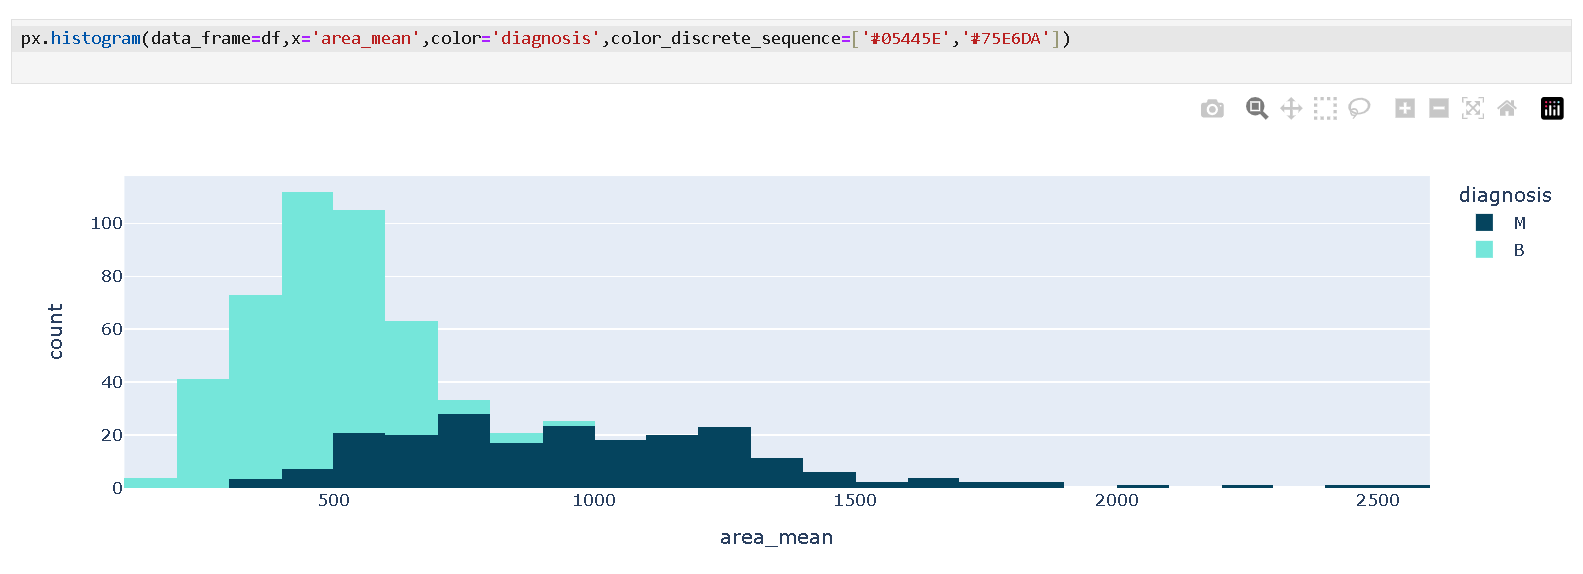 px.histogram(data_frame=df,x='area_mean',color='diagnosis',color_discrete_sequence=['#05445E','#75E6DA'])
diagnosis
M
B
100
80
60
40
20
0
count
500
1000
1500
2000
2500
area_mean